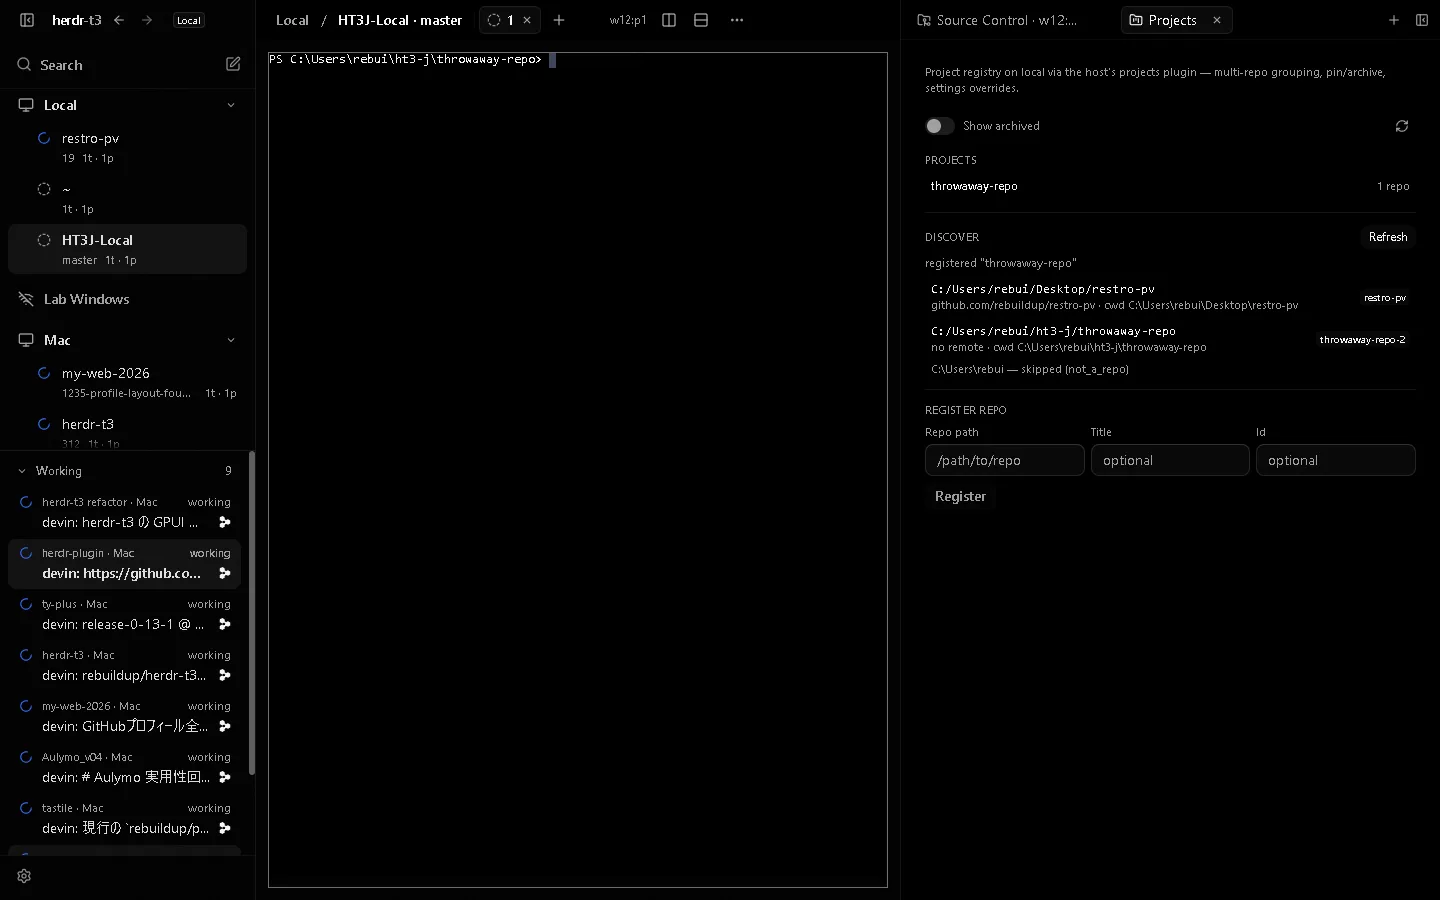 herdr-t3
Local
Search
Local
restro-pv
19 1t · 1p
~
1t · 1p
HT3J-Local
master 1t · 1p
Lab Windows
Mac
my-web-2026
1235-profile-layout-fou... 1t · 1p
herdr-t3
312 1t · 1p
Working 9
herdr-t3 refactor · Mac working
devin: herdr-t3 の GPUI ...
herdr-plugin · Mac working
devin: https://github.co...
ty-plus · Mac working
devin: release-0-13-1 @ ...
herdr-t3 · Mac working
devin: rebuildup/herdr-t3...
my-web-2026 · Mac working
devin: GitHubプロフィール全...
Aulymo_v04 · Mac working
devin: # Aulymo 実用性回...
tastile · Mac working
devin: 現行の `rebuildup/p...
Local / HT3J-Local · master
1
w12:p1
PS C:\Users\rebui\ht3-j\throwaway-repo>
Source Control · w12:...
Projects
Project registry on local via the host's projects plugin — multi-repo grouping, pin/archive,
settings overrides.
Show archived
PROJECTS
throwaway-repo 1 repo
DISCOVER Refresh
registered "throwaway-repo"
C:/Users/rebui/Desktop/restro-pv
github.com/rebuildup/restro-pv · cwd C:\Users\rebui\Desktop\restro-pv
restro-pv
C:/Users/rebui/ht3-j/throwaway-repo
no remote · cwd C:\Users\rebui\ht3-j\throwaway-repo
throwaway-repo-2
C:\Users\rebui — skipped (not_a_repo)
REGISTER REPO
Repo path Title Id
/path/to/repo optional optional
Register